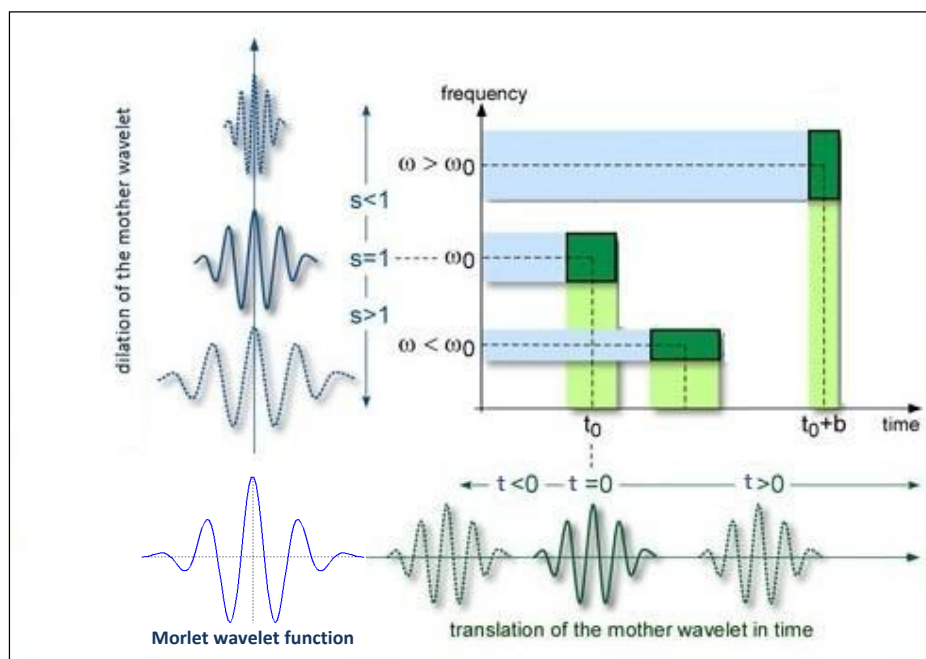 dilation of the mother wavelet
s<1
s=1
s>1
frequency
ω > ω0
ω0
ω < ω0
t0
t0+b
time
t<0
t=0
t>0
Morlet wavelet function
translation of the mother wavelet in time